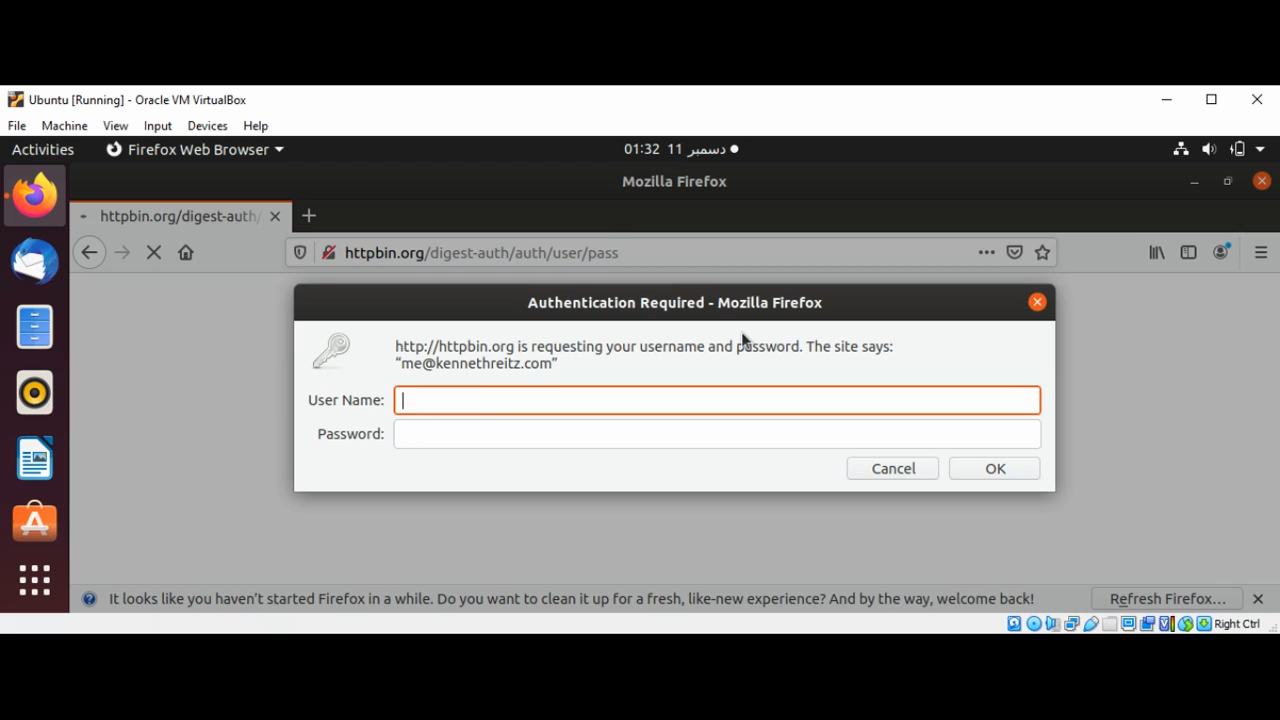 Ubuntu [Running] - Oracle VM VirtualBox
File Machine View Input Devices Help
Activities Firefox Web Browser 01:32 11 دسمبر
Mozilla Firefox
httpbin.org/digest-auth/
httpbin.org/digest-auth/auth/user/pass
Authentication Required - Mozilla Firefox
http://httpbin.org is requesting your username and password. The site says:
“me@kennethreitz.com”
User Name:
Password:
Cancel OK
It looks like you haven’t started Firefox in a while. Do you want to clean it up for a fresh, like-new experience? And by the way, welcome back! Refresh Firefox...
Right Ctrl